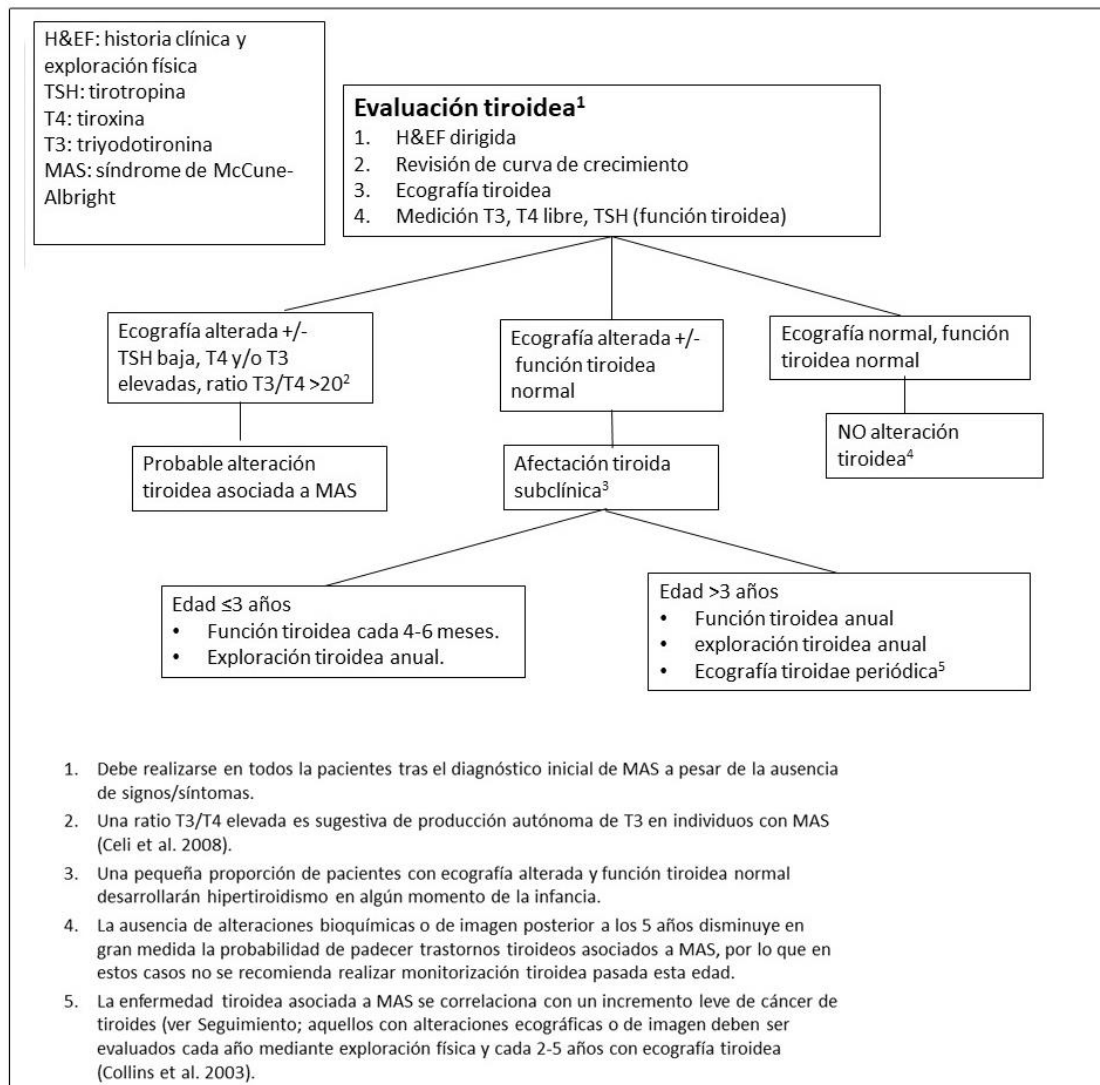 H&EF: historia clínica y
exploración física
TSH: tirotropina
T4: tiroxina
T3: triyodotironina
MAS: síndrome de McCune-
Albright
Evaluación tiroidea1
1. H&EF dirigida
2. Revisión de curva de crecimiento
3. Ecografía tiroidea
4. Medición T3, T4 libre, TSH (función tiroidea)
Ecografía alterada +/-
TSH baja, T4 y/o T3
elevadas, ratio T3/T4 >202
Ecografía alterada +/-
función tiroidea
normal
Ecografía normal, función
tiroidea normal
Probable alteración
tiroidea asociada a MAS
Afectación tiroida
subclínica3
NO alteración
tiroidea4
Edad ≤3 años
• Función tiroidea cada 4-6 meses.
• Exploración tiroidea anual.
Edad >3 años
• Función tiroidea anual
• exploración tiroidea anual
• Ecografía tiroidae periódica5
1. Debe realizarse en todos la pacientes tras el diagnóstico inicial de MAS a pesar de la ausencia
de signos/síntomas.
2. Una ratio T3/T4 elevada es sugestiva de producción autónoma de T3 en individuos con MAS
(Celi et al. 2008).
3. Una pequeña proporción de pacientes con ecografía alterada y función tiroidea normal
desarrollarán hipertiroidismo en algún momento de la infancia.
4. La ausencia de alteraciones bioquímicas o de imagen posterior a los 5 años disminuye en
gran medida la probabilidad de padecer trastornos tiroideos asociados a MAS, por lo que en
estos casos no se recomienda realizar monitorización tiroidea pasada esta edad.
5. La enfermedad tiroidea asociada a MAS se correlaciona con un incremento leve de cáncer de
tiroides (ver Seguimiento; aquellos con alteraciones ecográficas o de imagen deben ser
evaluados cada año mediante exploración física y cada 2-5 años con ecografía tiroidea
(Collins et al. 2003).